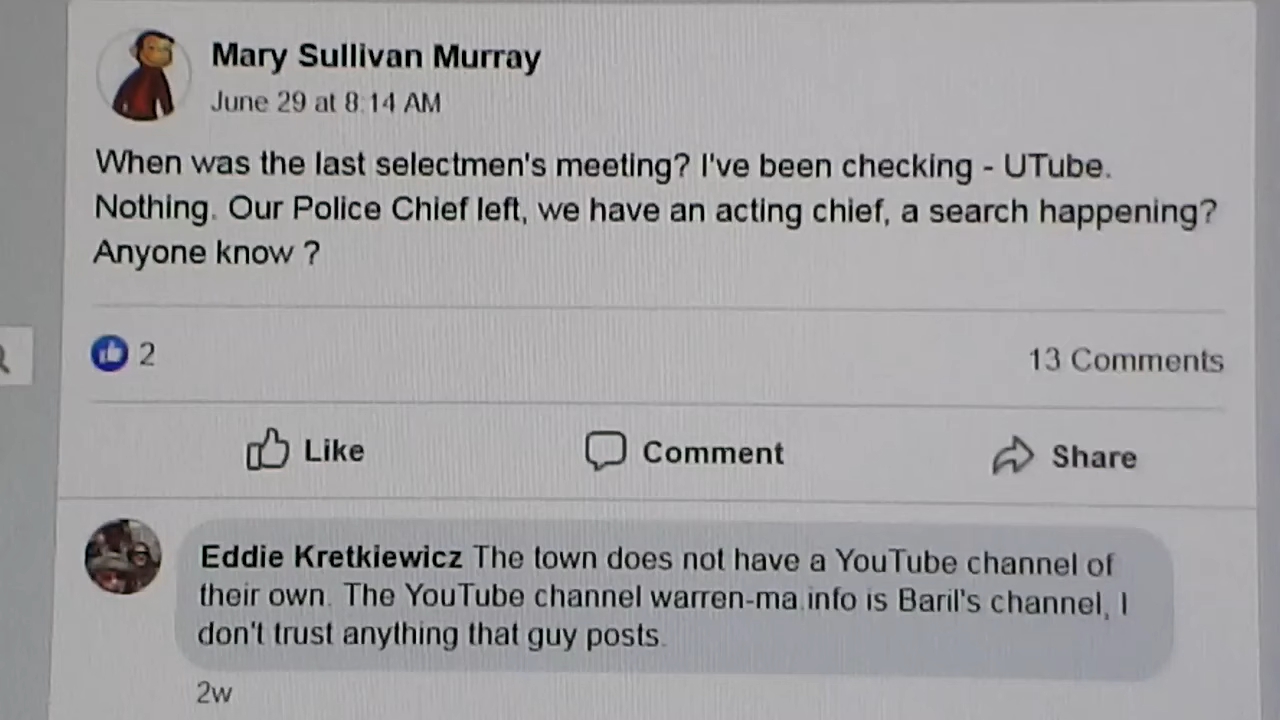 Mary Sullivan Murray
June 29 at 8:14 AM
When was the last selectmen's meeting? I've been checking - UTube.
Nothing. Our Police Chief left, we have an acting chief, a search happening?
Anyone know ?
2
13 Comments
Like
Comment
Share
Eddie Kretkiewicz The town does not have a YouTube channel of
their own. The YouTube channel warren-ma.info is Baril's channel, I
don't trust anything that guy posts.
2w